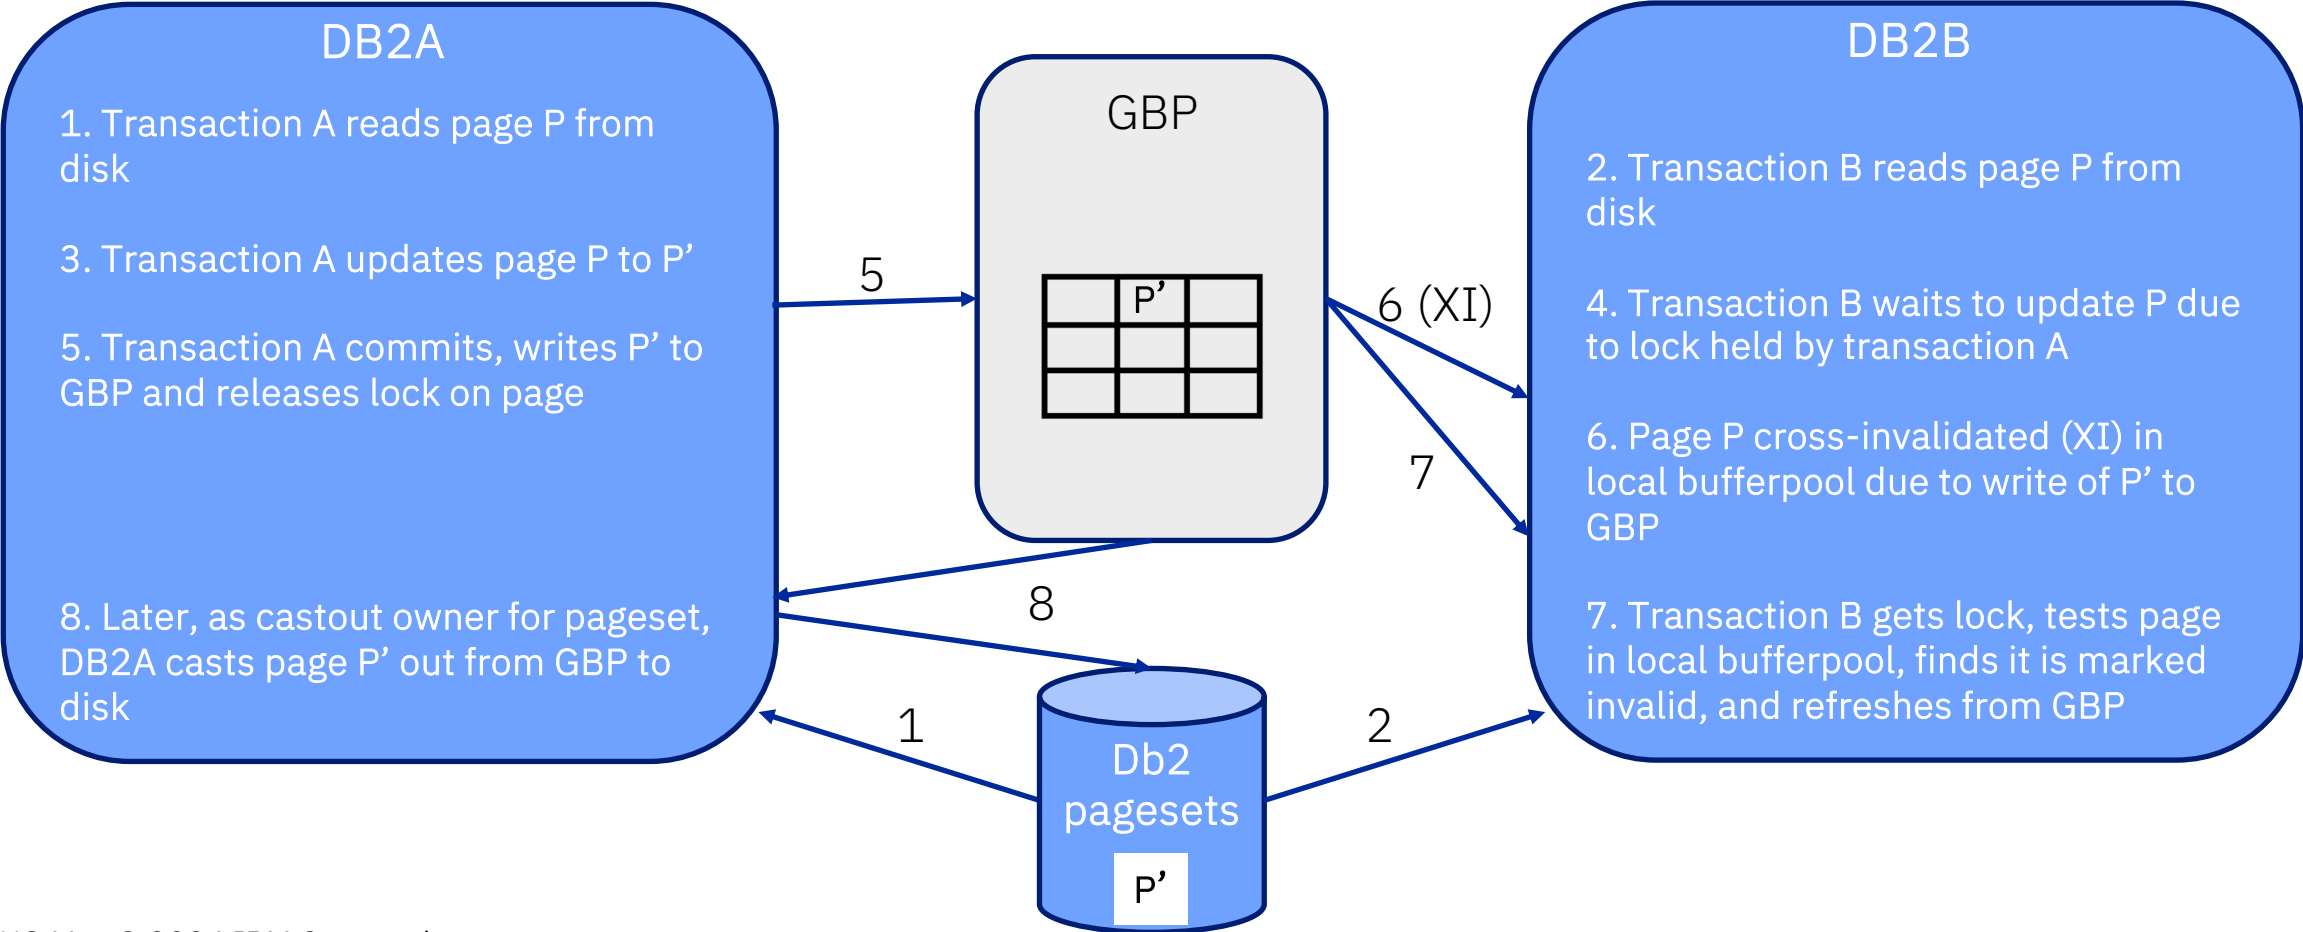 DB2A
1. Transaction A reads page P from
disk
3. Transaction A updates page P to P’
5. Transaction A commits, writes P’ to
GBP and releases lock on page
8. Later, as castout owner for pageset,
DB2A casts page P’ out from GBP to
disk
5
GBP
P’
6 (XI)
7
8
1
2
Db2
pagesets
P’
DB2B
2. Transaction B reads page P from
disk
4. Transaction B waits to update P due
to lock held by transaction A
6. Page P cross-invalidated (XI) in
local bufferpool due to write of P’ to
GBP
7. Transaction B gets lock, tests page
in local bufferpool, finds it is marked
invalid, and refreshes from GBP